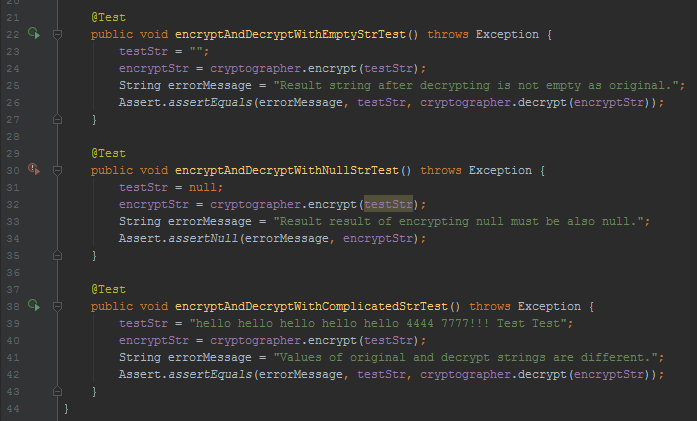 21 @Test
22 public void encryptAndDecryptWithEmptyStrTest() throws Exception {
23 testStr = "";
24 encryptStr = cryptographer.encrypt(testStr);
25 String errorMessage = "Result string after decrypting is not empty as original.";
26 Assert.assertEquals(errorMessage, testStr, cryptographer.decrypt(encryptStr));
27 }
28
29 @Test
30 public void encryptAndDecryptWithNullStrTest() throws Exception {
31 testStr = null;
32 encryptStr = cryptographer.encrypt(testStr);
33 String errorMessage = "Result result of encrypting null must be also null.";
34 Assert.assertNull(errorMessage, encryptStr);
35 }
36
37 @Test
38 public void encryptAndDecryptWithComplicatedStrTest() throws Exception {
39 testStr = "hello hello hello hello hello 4444 7777!!! Test Test";
40 encryptStr = cryptographer.encrypt(testStr);
41 String errorMessage = "Values of original and decrypt strings are different.";
42 Assert.assertEquals(errorMessage, testStr, cryptographer.decrypt(encryptStr));
43 }
44 }